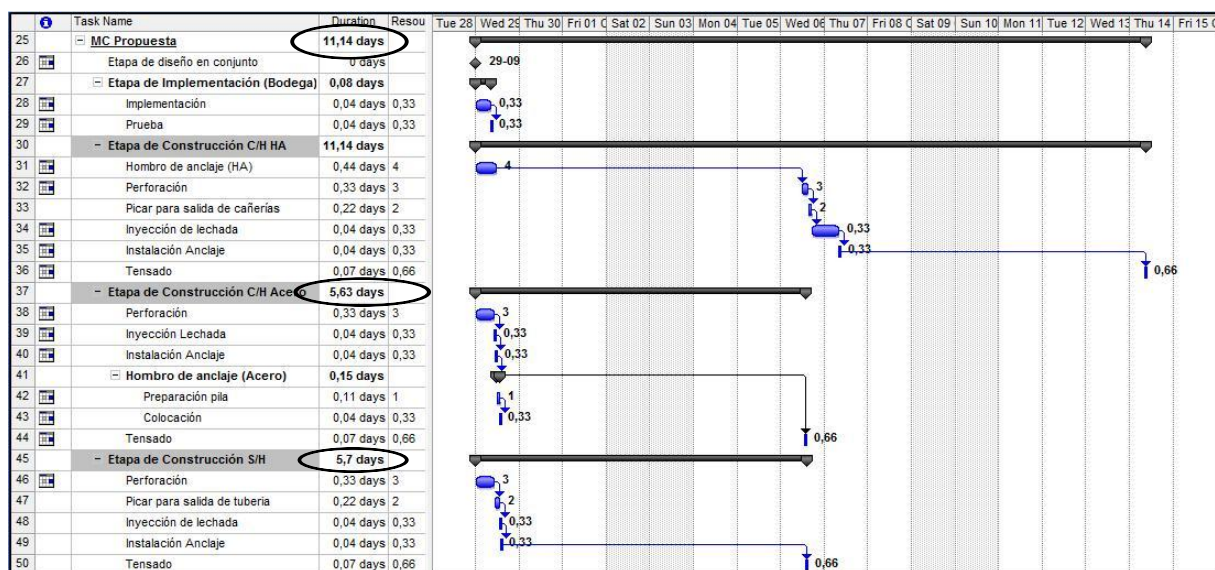 Task Name Duration Resou Tue 28 Wed 29 Thu 30 Fri 01 O Sat 02 Sun 03 Mon 04 Tue 05 Wed 06 Thu 07 Fri 08 O Sat 09 Sun 10 Mon 11 Tue 12 Wed 13 Thu 14 Fri 15 O
25 MC Propuesta 11,14 days
26 Etapa de diseño en conjunto 0 days 29-09
27 Etapa de Implementación (Bodega) 0,08 days
28 Implementación 0,04 days 0,33 0,33
29 Prueba 0,04 days 0,33 0,33
30 Etapa de Construcción C/H HA 11,14 days
31 Hombro de anclaje (HA) 0,44 days 4 4
32 Perforación 0,33 days 3 3
33 Picar para salida de cañerías 0,22 days 2 2
34 Inyección de lechada 0,04 days 0,33 0,33
35 Instalación Anclaje 0,04 days 0,33 0,33
36 Tensado 0,07 days 0,66 0,66
37 Etapa de Construcción C/H Acero 5,63 days
38 Perforación 0,33 days 3 3
39 Inyección Lechada 0,04 days 0,33 0,33
40 Instalación Anclaje 0,04 days 0,33 0,33
41 Hombro de anclaje (Acero) 0,15 days
42 Preparación pila 0,11 days 1 1
43 Colocación 0,04 days 0,33 0,33
44 Tensado 0,07 days 0,66 0,66
45 Etapa de Construcción S/H 5,7 days
46 Perforación 0,33 days 3 3
47 Picar para salida de tuberia 0,22 days 2 2
48 Inyección de lechada 0,04 days 0,33 0,33
49 Instalación Anclaje 0,04 days 0,33 0,33
50 Tensado 0,07 days 0,66 0,66